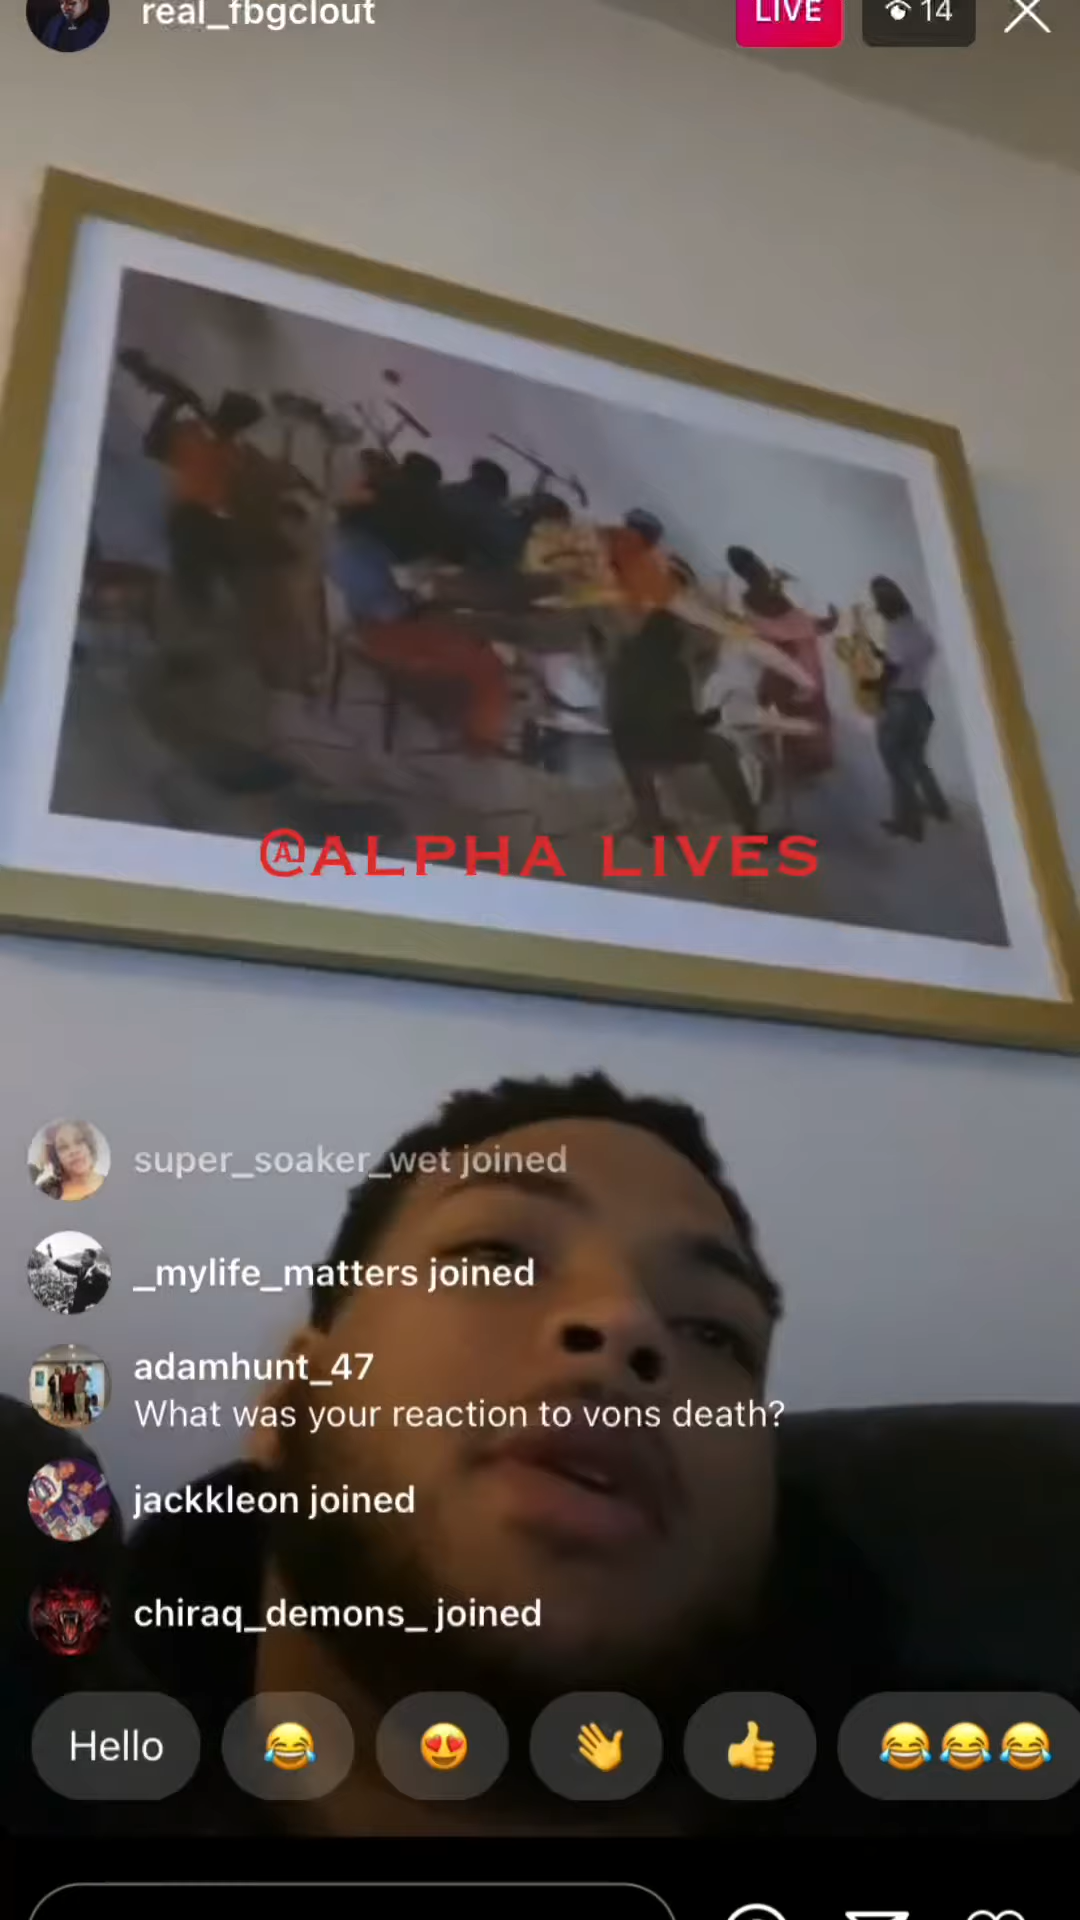 real_fbgclout
LIVE
14
@ALPHA LIVES
super_soaker_wet joined
_mylife_matters joined
adamhunt_47
What was your reaction to vons death?
jackkleon joined
chiraq_demons_ joined
Hello